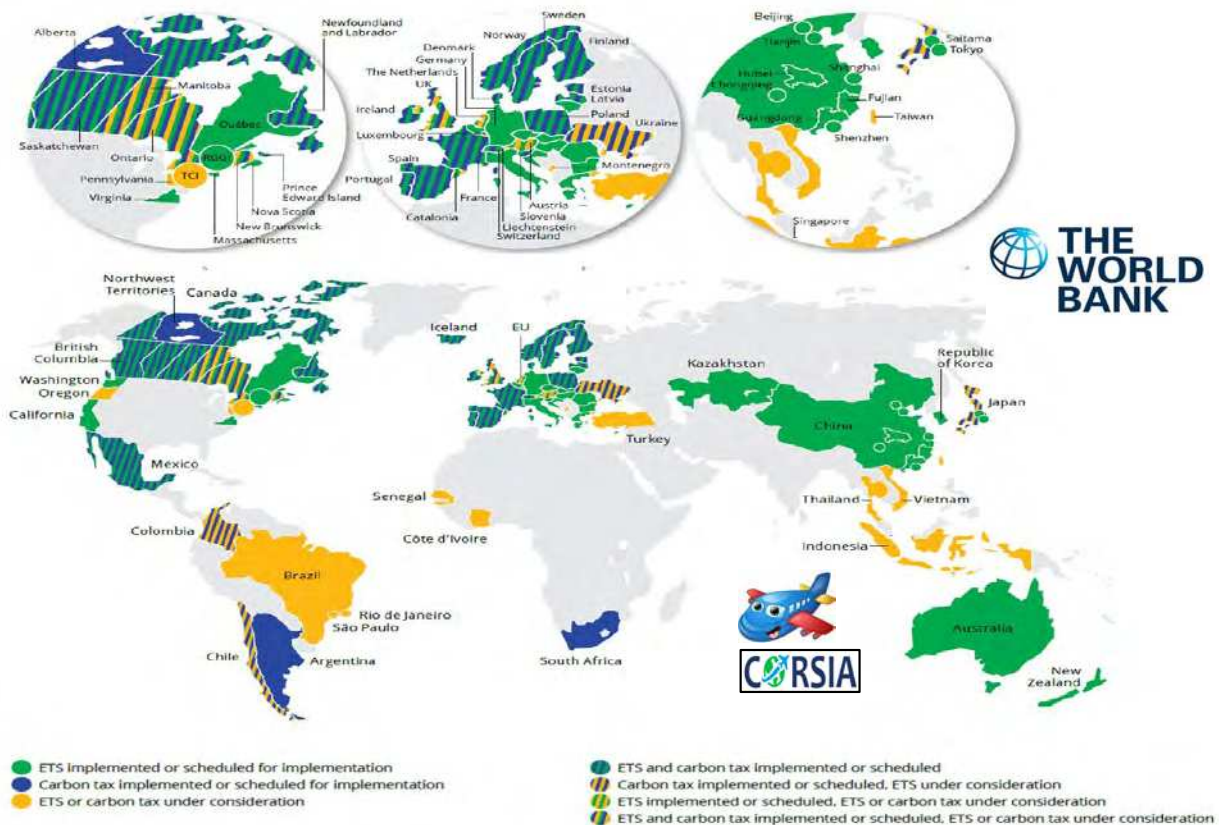 Alberta
Newfoundland
and Labrador
Manitoba
Québec
Saskatchewan
Ontario
RGGI
TCI
Pennsylvania
Virginia
Prince
Edward Island
Nova Scotia
New Brunswick
Massachusetts
Sweden
Norway
Finland
Denmark
Germany
The Netherlands
UK
Ireland
Estonia
Latvia
Poland
Ukraine
Luxembourg
Spain
Portugal
Montenegro
France
Austria
Catalonia
Slovenia
Liechtenstein
Switzerland
Beijing
Tianjin
Saitama
Tokyo
Shanghai
Hubei
Chongqing
Fujian
Guangdong
Taiwan
Shenzhen
Singapore
THE
WORLD
BANK
Northwest
Territories
Canada
British
Columbia
Washington
Oregon
California
Mexico
Iceland
EU
Kazakhstan
Republic
of Korea
Japan
China
Turkey
Senegal
Côte d'Ivoire
Thailand
Vietnam
Indonesia
Colombia
Brazil
Rio de Janeiro
São Paulo
Chile
Argentina
South Africa
CORSIA
Australia
New
Zealand
ETS implemented or scheduled for implementation
Carbon tax implemented or scheduled for implementation
ETS or carbon tax under consideration
ETS and carbon tax implemented or scheduled
Carbon tax implemented or scheduled, ETS under consideration
ETS implemented or scheduled, ETS or carbon tax under consideration
ETS and carbon tax implemented or scheduled, ETS or carbon tax under consideration